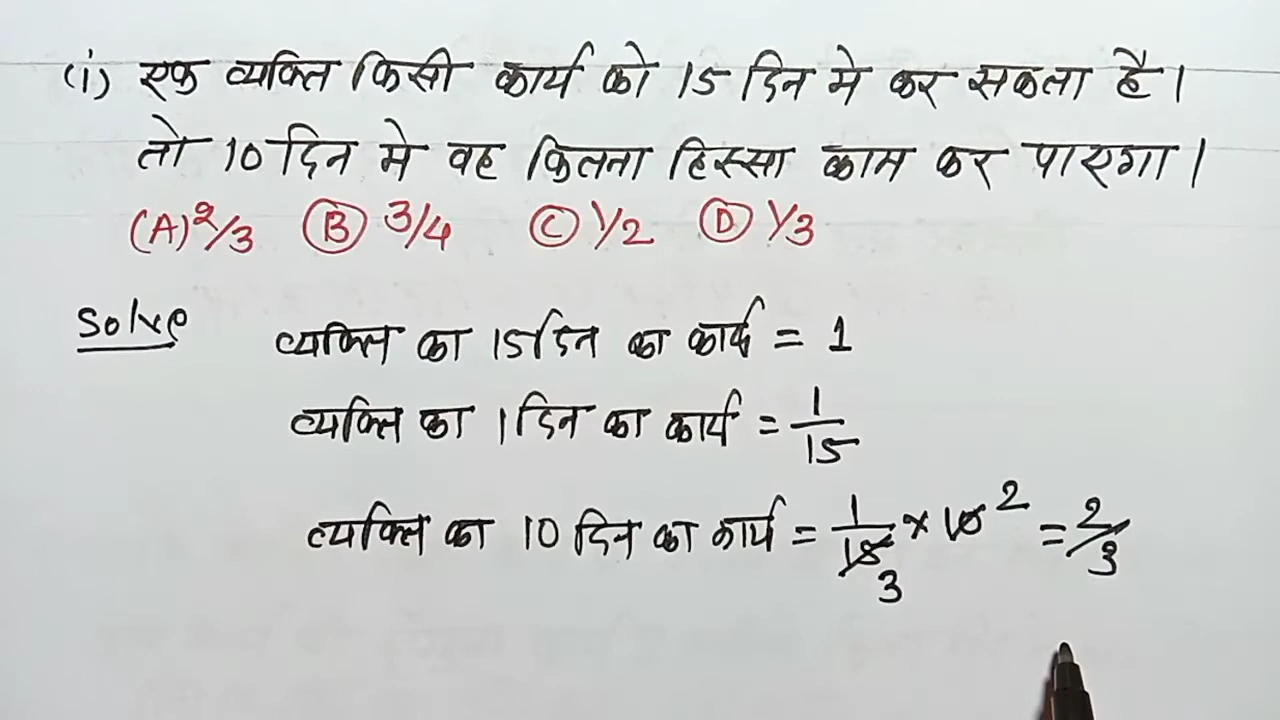 (i) एक व्यक्ति किसी कार्य को 15 दिन मे कर सकता है।
तो 10 दिन मे वह कितना हिस्सा काम कर पाएगा।
(A) 2/3 (B) 3/4 (C) 1/2 (D) 1/3
Solve
व्यक्ति का 15 दिन का कार्य = 1
व्यक्ति का 1 दिन का कार्य = 1/15
व्यक्ति का 10 दिन का कार्य = 1/15 3 × 10 2 = 2/3